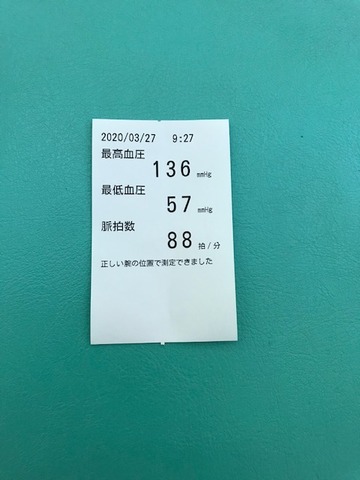 2020/03/27 9:27
最高血圧
136 mmHg
最低血圧
57 mmHg
脈拍数
88 拍/分
正しい腕の位置で測定できました